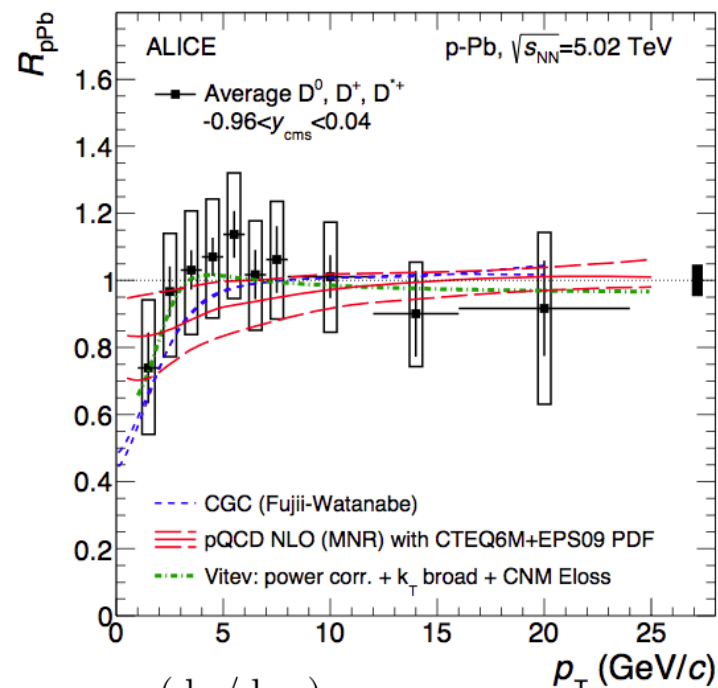 R_pPb
ALICE p-Pb, √s_NN=5.02 TeV
Average D⁰, D⁺, D*⁺
-0.96<y_cms<0.04
1.6
1.4
1.2
1
0.8
0.6
0.4
0.2
0
CGC (Fujii-Watanabe)
pQCD NLO (MNR) with CTEQ6M+EPS09 PDF
Vitev: power corr. + k_T broad + CNM Eloss
0 5 10 15 20 25
p_T (GeV/c)